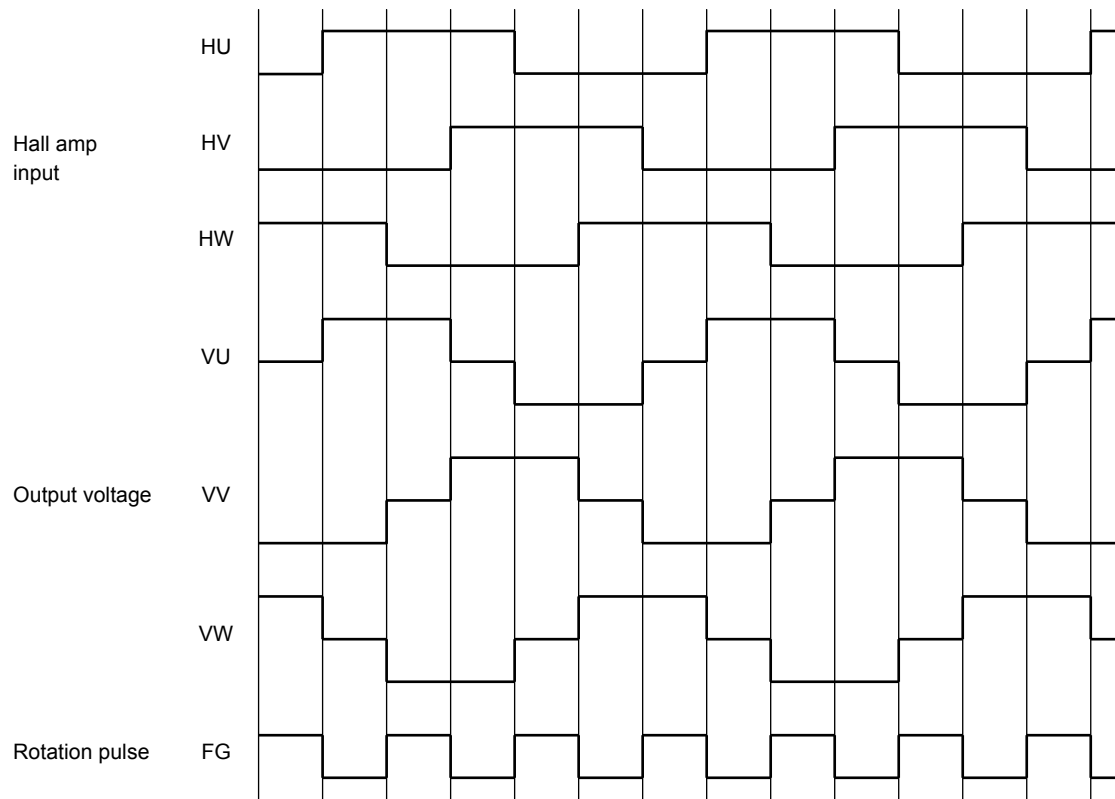 HU
Hall amp
input
HV
HW
VU
Output voltage
VV
VW
Rotation pulse
FG